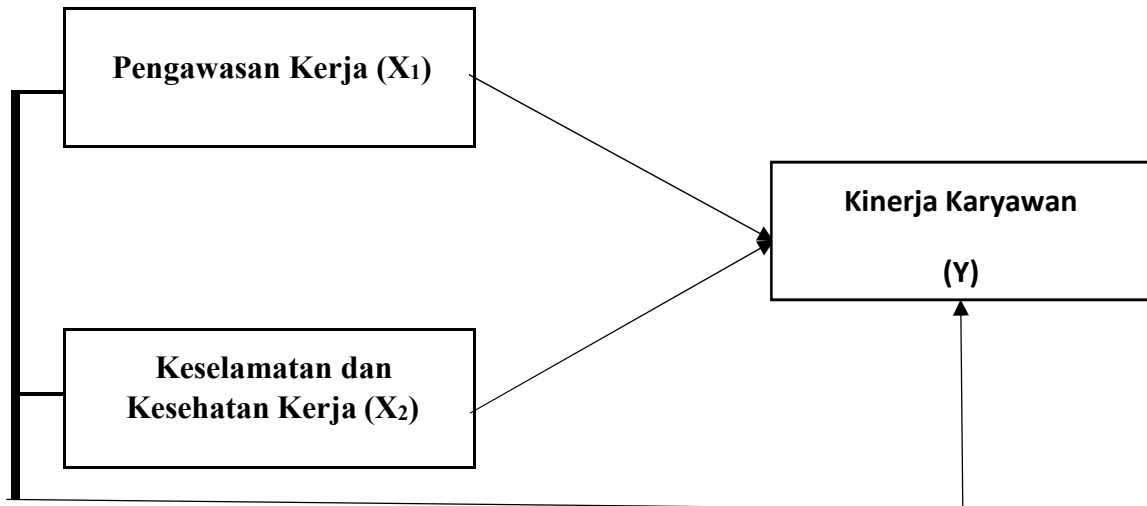 Pengawasan Kerja (X₁)
Kinerja Karyawan
(Y)
Keselamatan dan
Kesehatan Kerja (X₂)